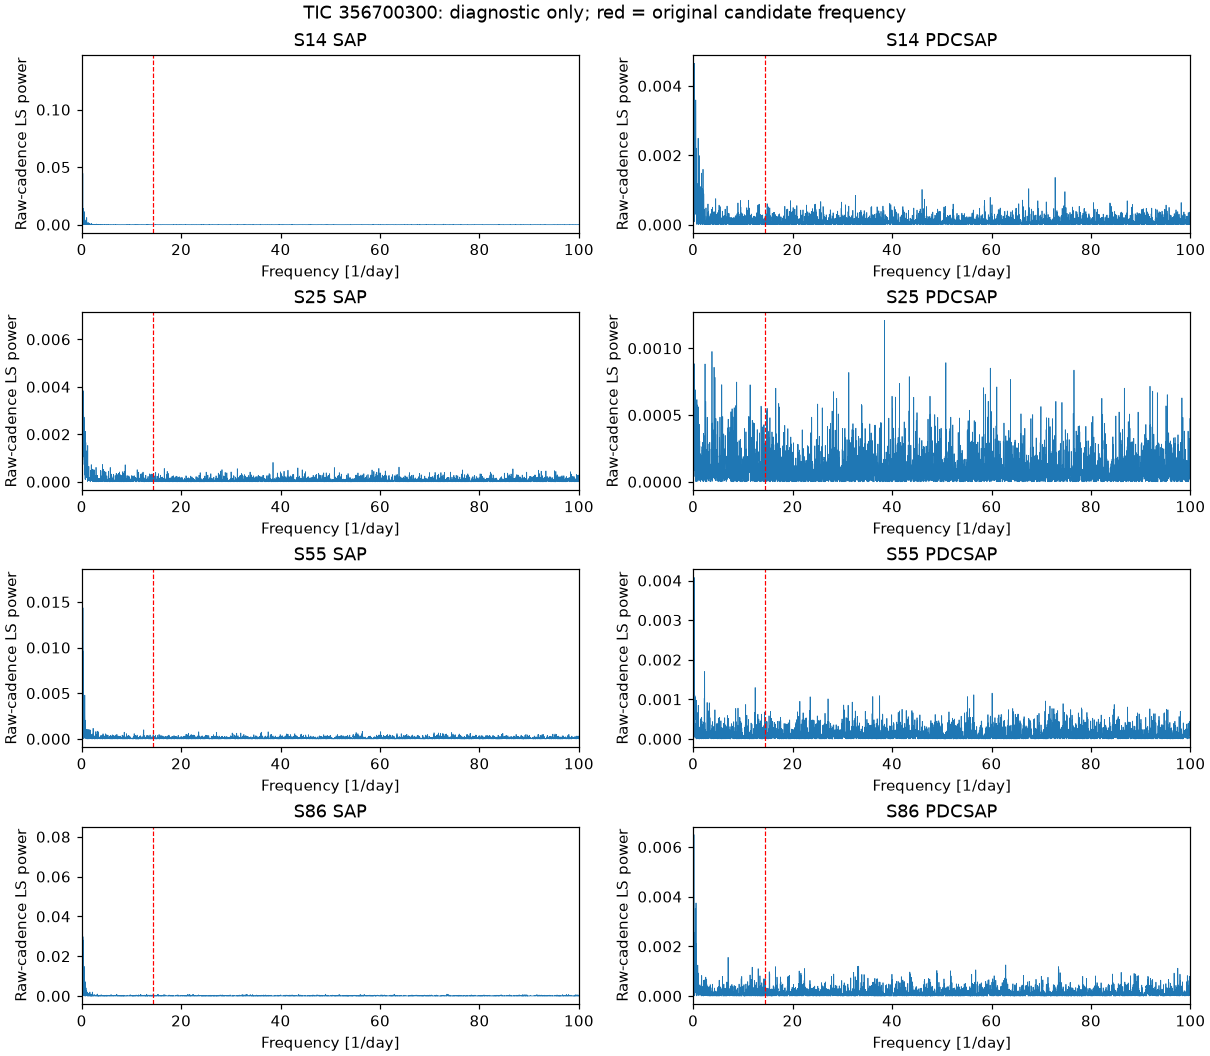 TIC 356700300: diagnostic only; red = original candidate frequency
S14 SAP
Raw-cadence LS power
0.10
0.05
0.00
0 20 40 60 80 100
Frequency [1/day]
S14 PDCSAP
Raw-cadence LS power
0.004
0.002
0.000
0 20 40 60 80 100
Frequency [1/day]
S25 SAP
Raw-cadence LS power
0.006
0.004
0.002
0.000
0 20 40 60 80 100
Frequency [1/day]
S25 PDCSAP
Raw-cadence LS power
0.0010
0.0005
0.0000
0 20 40 60 80 100
Frequency [1/day]
S55 SAP
Raw-cadence LS power
0.015
0.010
0.005
0.000
0 20 40 60 80 100
Frequency [1/day]
S55 PDCSAP
Raw-cadence LS power
0.004
0.003
0.002
0.001
0.000
0 20 40 60 80 100
Frequency [1/day]
S86 SAP
Raw-cadence LS power
0.08
0.06
0.04
0.02
0.00
0 20 40 60 80 100
Frequency [1/day]
S86 PDCSAP
Raw-cadence LS power
0.006
0.004
0.002
0.000
0 20 40 60 80 100
Frequency [1/day]